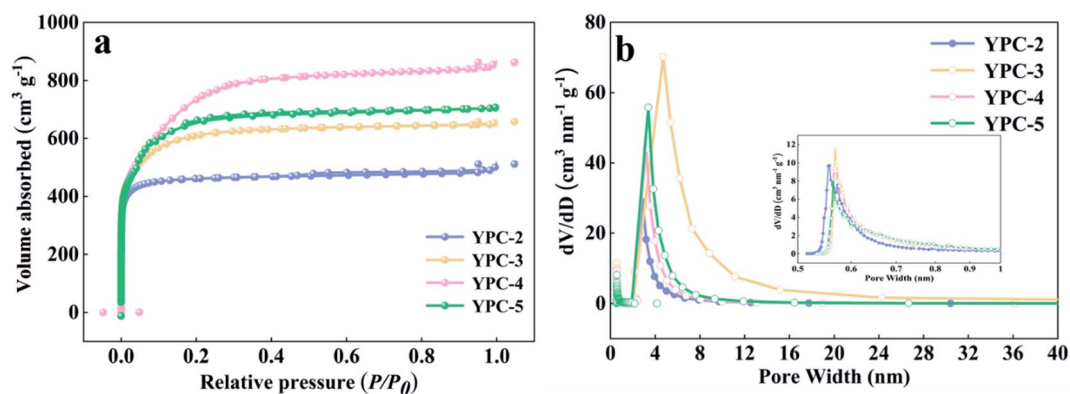 a
Volume absorbed (cm³ g⁻¹)
1000
800
600
400
200
0
YPC-2
YPC-3
YPC-4
YPC-5
0.0 0.2 0.4 0.6 0.8 1.0
Relative pressure (P/P₀)
b
dV/dD (cm³ nm⁻¹ g⁻¹)
80
60
40
20
0
YPC-2
YPC-3
YPC-4
YPC-5
dV/dD (cm³ nm⁻¹ g⁻¹)
12
10
8
6
4
2
0
0.5 0.6 0.7 0.8 0.9 1
Pore Width (nm)
0 4 8 12 16 20 24 28 32 36 40
Pore Width (nm)